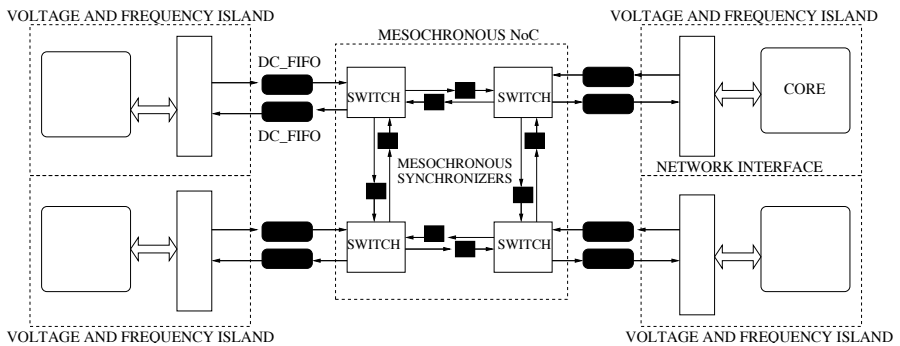 VOLTAGE AND FREQUENCY ISLAND
VOLTAGE AND FREQUENCY ISLAND
MESOCHRONOUS NoC
DC_FIFO
SWITCH
SWITCH
CORE
DC_FIFO
MESOCHRONOUS
SYNCHRONIZERS
NETWORK INTERFACE
SWITCH
SWITCH
VOLTAGE AND FREQUENCY ISLAND
VOLTAGE AND FREQUENCY ISLAND